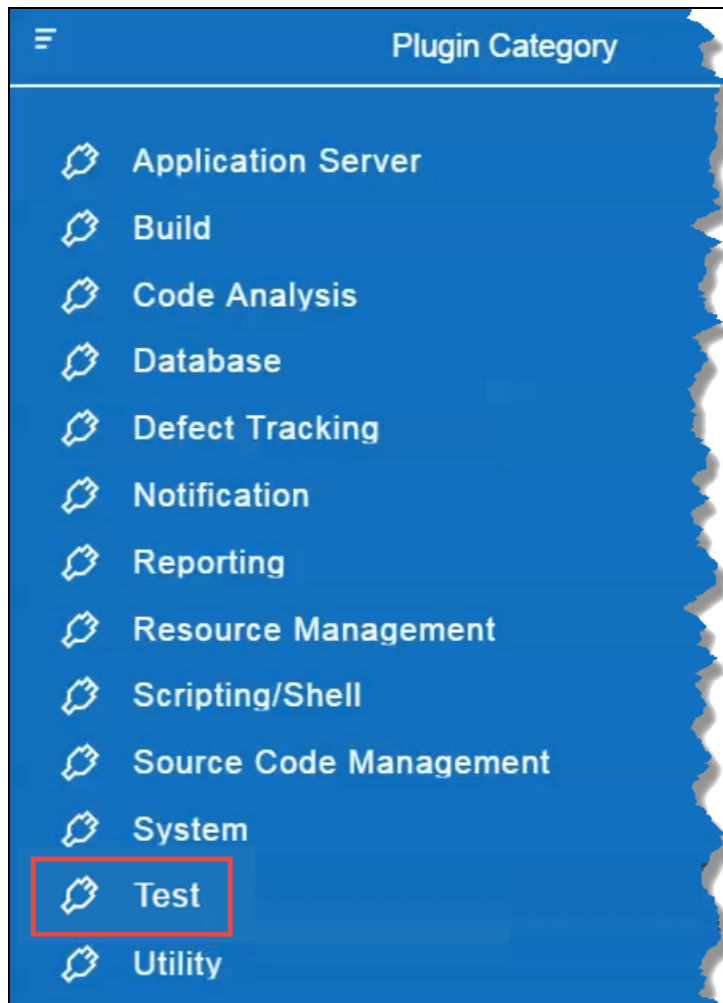 Plugin Category
Application Server
Build
Code Analysis
Database
Defect Tracking
Notification
Reporting
Resource Management
Scripting/Shell
Source Code Management
System
Test
Utility